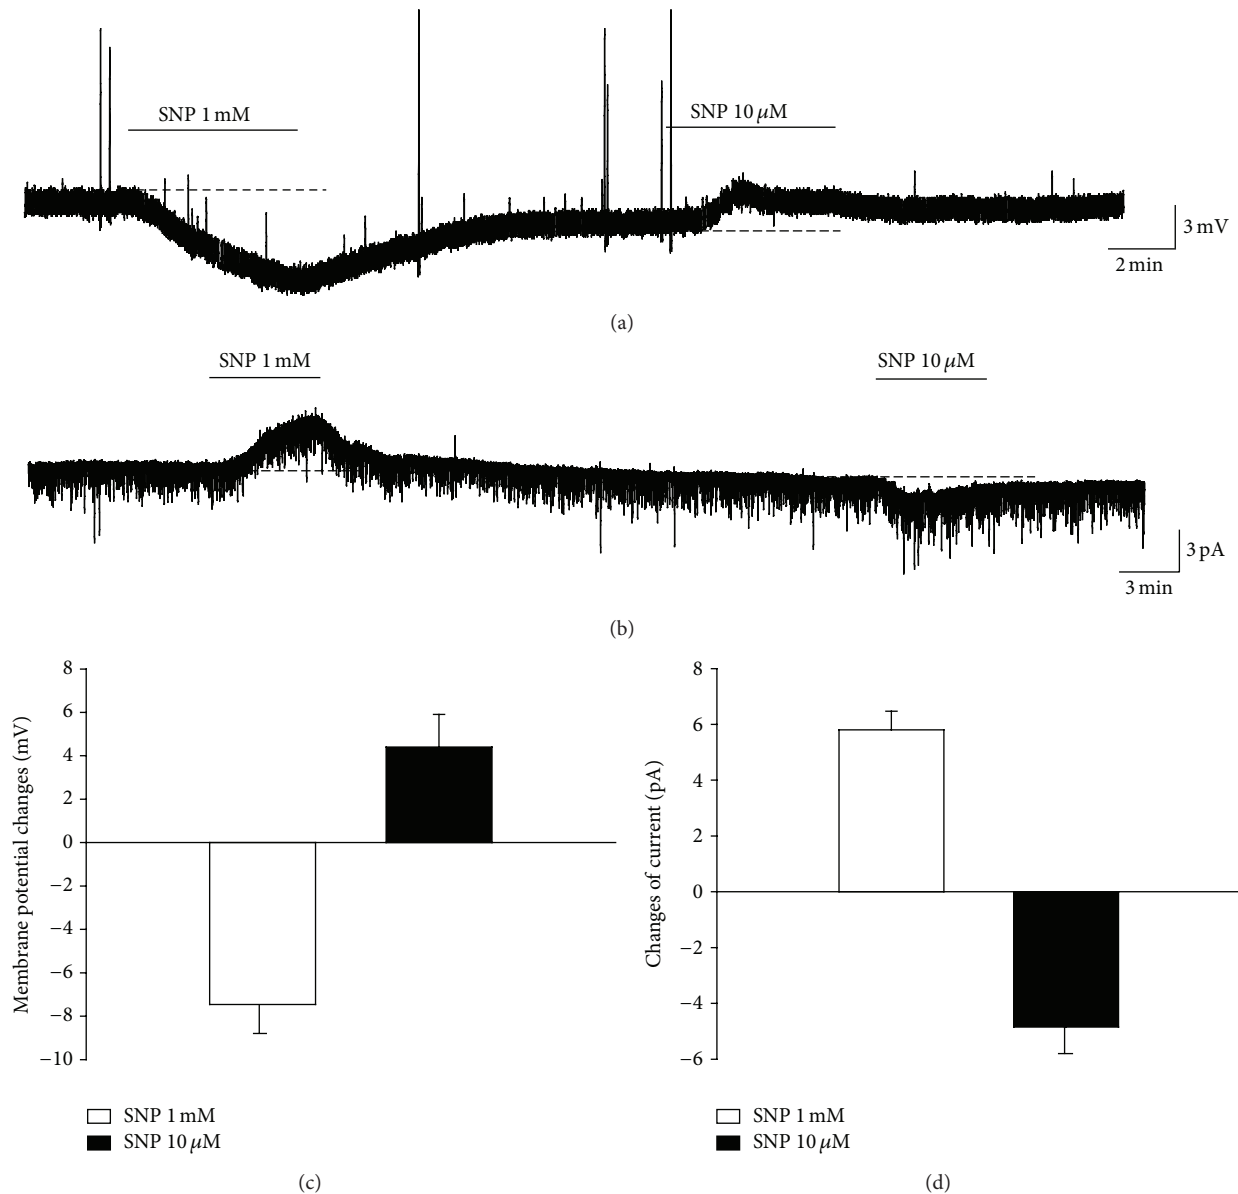 SNP 1 mM
SNP 10 μM
3 mV
2 min
(a)
SNP 1 mM
SNP 10 μM
3 pA
3 min
(b)
Membrane potential changes (mV)
8
6
4
2
0
−2
−4
−6
−8
−10
SNP 1 mM
SNP 10 μM
(c)
Changes of current (pA)
8
6
4
2
0
−2
−4
−6
SNP 1 mM
SNP 10 μM
(d)